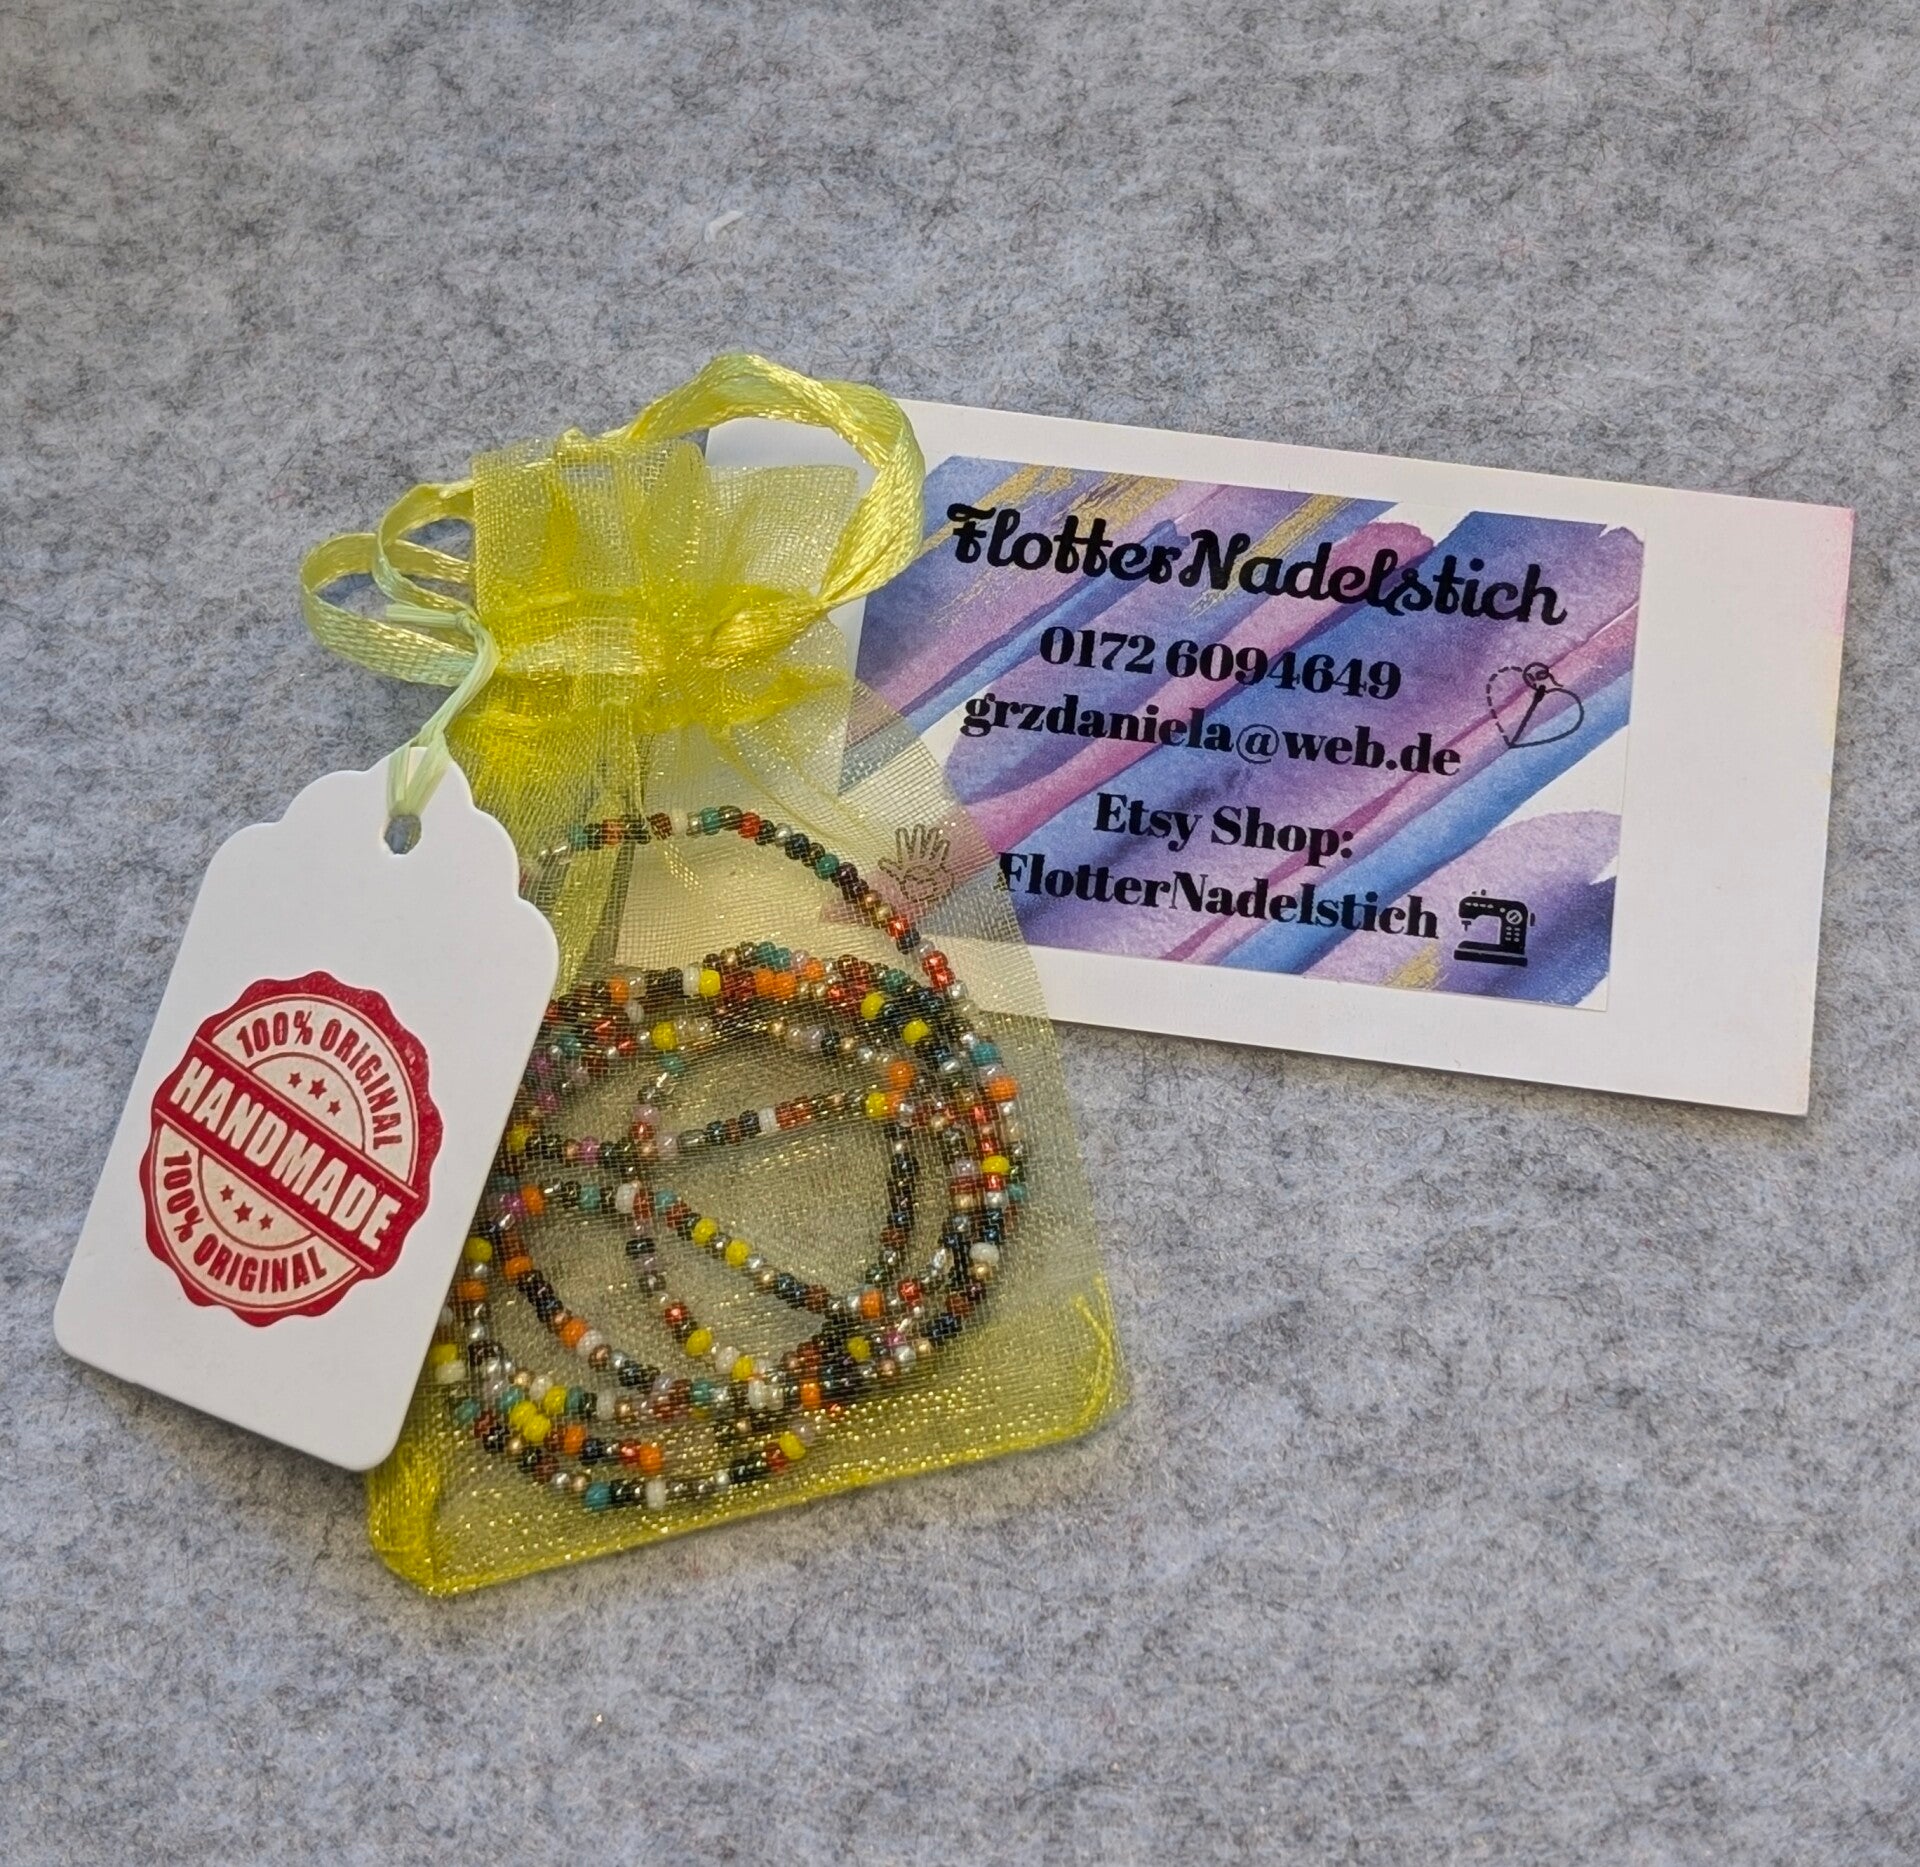 FlotterNadelstich
0172 6094649
grzdaniela@web.de
Etsy Shop:
FlotterNadelstich
100% ORIGINAL
HANDMADE
100% ORIGINAL